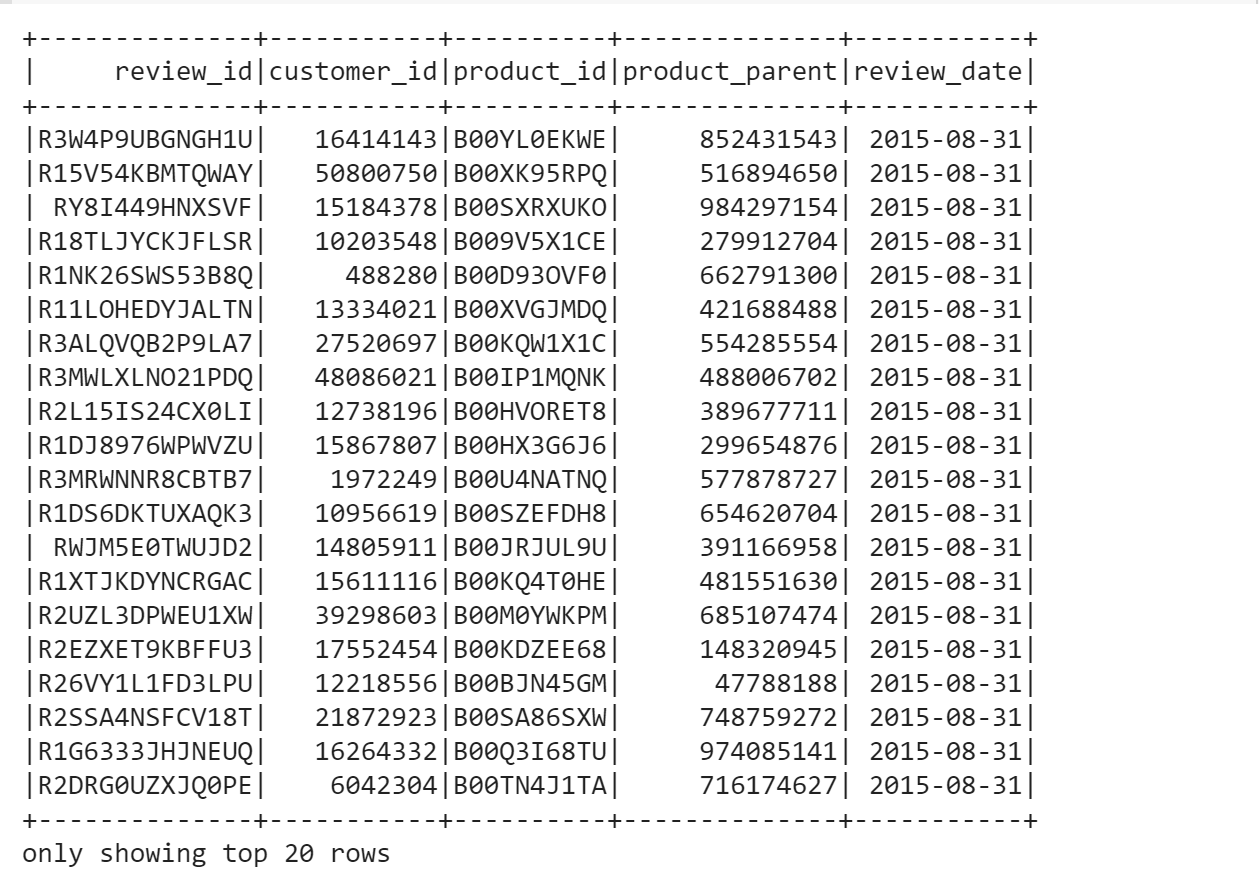 +--------------+-----------+----------+--------------+-----------+
|     review_id|customer_id|product_id|product_parent|review_date|
+--------------+-----------+----------+--------------+-----------+
|R3W4P9UBGNGH1U|   16414143|B00YL0EKWE|     852431543| 2015-08-31|
|R15V54KBMTQWAY|   50800750|B00XK95RPQ|     516894650| 2015-08-31|
| RY8I449HNXSVF|   15184378|B00SXRXUKO|     984297154| 2015-08-31|
|R18TLJYCKJFLSR|   10203548|B009V5X1CE|     279912704| 2015-08-31|
|R1NK26SWS53B8Q|     488280|B00D93OVF0|     662791300| 2015-08-31|
|R11LOHEDYJALTN|   13334021|B00XVGJMDQ|     421688488| 2015-08-31|
|R3ALQVQB2P9LA7|   27520697|B00KQW1X1C|     554285554| 2015-08-31|
|R3MWLXLNO21PDQ|   48086021|B00IP1MQNK|     488006702| 2015-08-31|
|R2L15IS24CX0LI|   12738196|B00HVORET8|     389677711| 2015-08-31|
|R1DJ8976WPWVZU|   15867807|B00HX3G6J6|     299654876| 2015-08-31|
|R3MRWNNR8CBTB7|    1972249|B00U4NATNQ|     577878727| 2015-08-31|
|R1DS6DKTUXAQK3|   10956619|B00SZEFDH8|     654620704| 2015-08-31|
| RWJM5E0TWUJD2|   14805911|B00JRJUL9U|     391166958| 2015-08-31|
|R1XTJKDYNCRGAC|   15611116|B00KQ4T0HE|     481551630| 2015-08-31|
|R2UZL3DPWEU1XW|   39298603|B00M0YWKPM|     685107474| 2015-08-31|
|R2EZXET9KBFFU3|   17552454|B00KDZEE68|     148320945| 2015-08-31|
|R26VY1L1FD3LPU|   12218556|B00BJN45GM|      47788188| 2015-08-31|
|R2SSA4NSFCV18T|   21872923|B00SA86SXW|     748759272| 2015-08-31|
|R1G6333JHJNEUQ|   16264332|B00Q3I68TU|     974085141| 2015-08-31|
|R2DRG0UZXJQ0PE|    6042304|B00TN4J1TA|     716174627| 2015-08-31|
+--------------+-----------+----------+--------------+-----------+
only showing top 20 rows